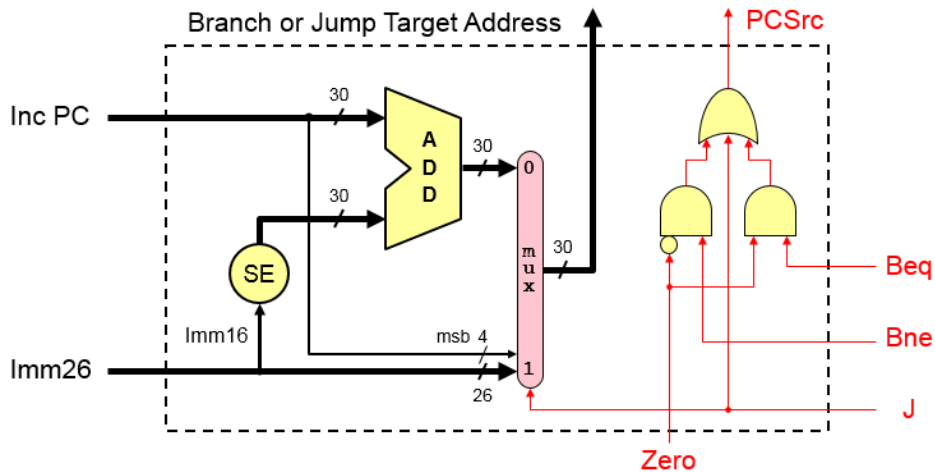 Branch or Jump Target Address
PCSrc
Inc PC
30
A
D
D
30
0
30
SE
m
u
x
30
Beq
Imm16
msb 4
Bne
Imm26
1
26
J
Zero